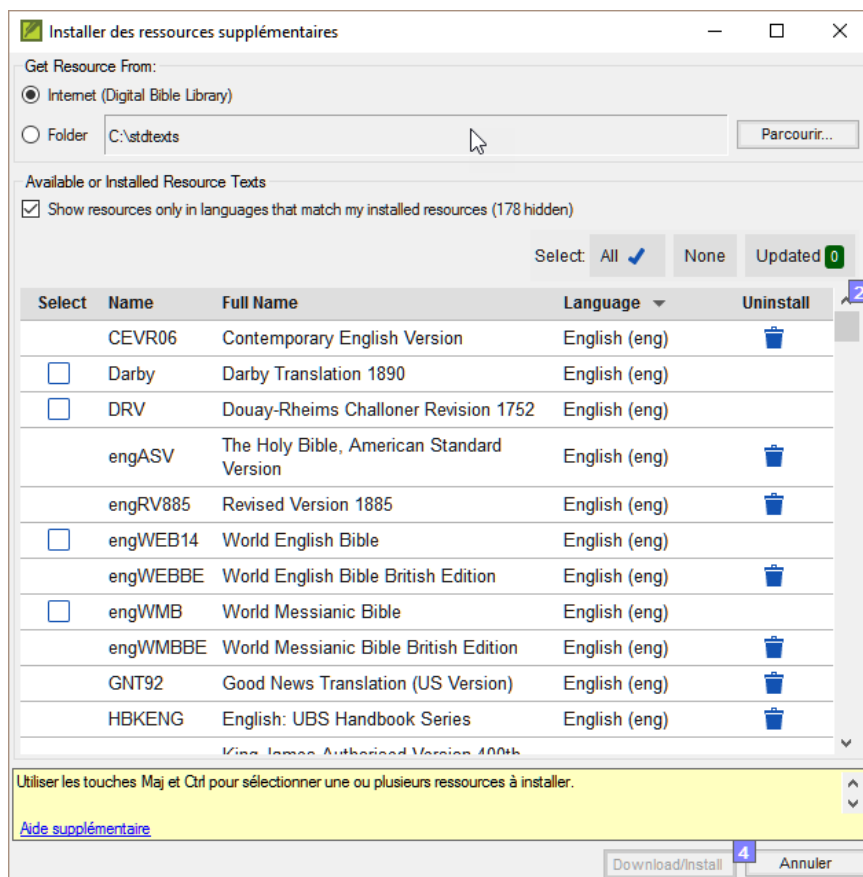 Installer des ressources supplémentaires
Get Resource From:
Internet (Digital Bible Library)
Folder C:\stdtexts Parcourir...
Available or Installed Resource Texts
Show resources only in languages that match my installed resources (178 hidden)
Select: All None Updated 0
Select Name Full Name Language Uninstall 2
CEVR06 Contemporary English Version English (eng)
Darby Darby Translation 1890 English (eng)
DRV Douay-Rheims Challoner Revision 1752 English (eng)
engASV The Holy Bible, American Standard English (eng)
Version
engRV885 Revised Version 1885 English (eng)
engWEB14 World English Bible English (eng)
engWEBBE World English Bible British Edition English (eng)
engWMB World Messianic Bible English (eng)
engWMBBE World Messianic Bible British Edition English (eng)
GNT92 Good News Translation (US Version) English (eng)
HBKENG English: UBS Handbook Series English (eng)
King James Authorised Version 400th
Utiliser les touches Maj et Ctrl pour sélectionner une ou plusieurs ressources à installer.
Aide supplémentaire
Download/Install 4 Annuler